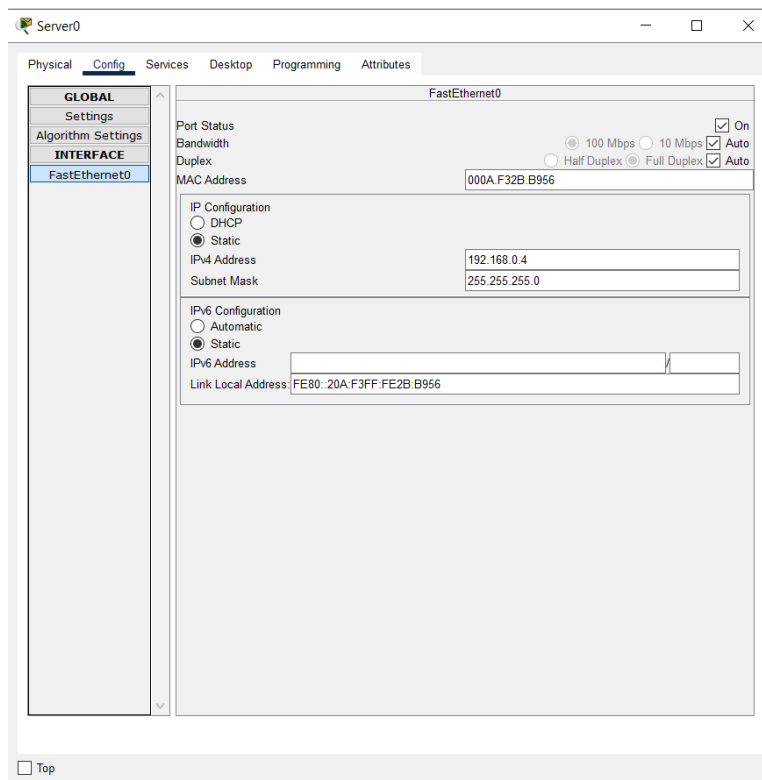 Server0
Physical Config Services Desktop Programming Attributes
GLOBAL
Settings
Algorithm Settings
INTERFACE
FastEthernet0
FastEthernet0
Port Status On
Bandwidth 100 Mbps 10 Mbps Auto
Duplex Half Duplex Full Duplex Auto
MAC Address 000A.F32B.B956
IP Configuration
DHCP
Static
IPv4 Address 192.168.0.4
Subnet Mask 255.255.255.0
IPv6 Configuration
Automatic
Static
IPv6 Address /
Link Local Address: FE80::20A:F3FF:FE2B:B956
Top